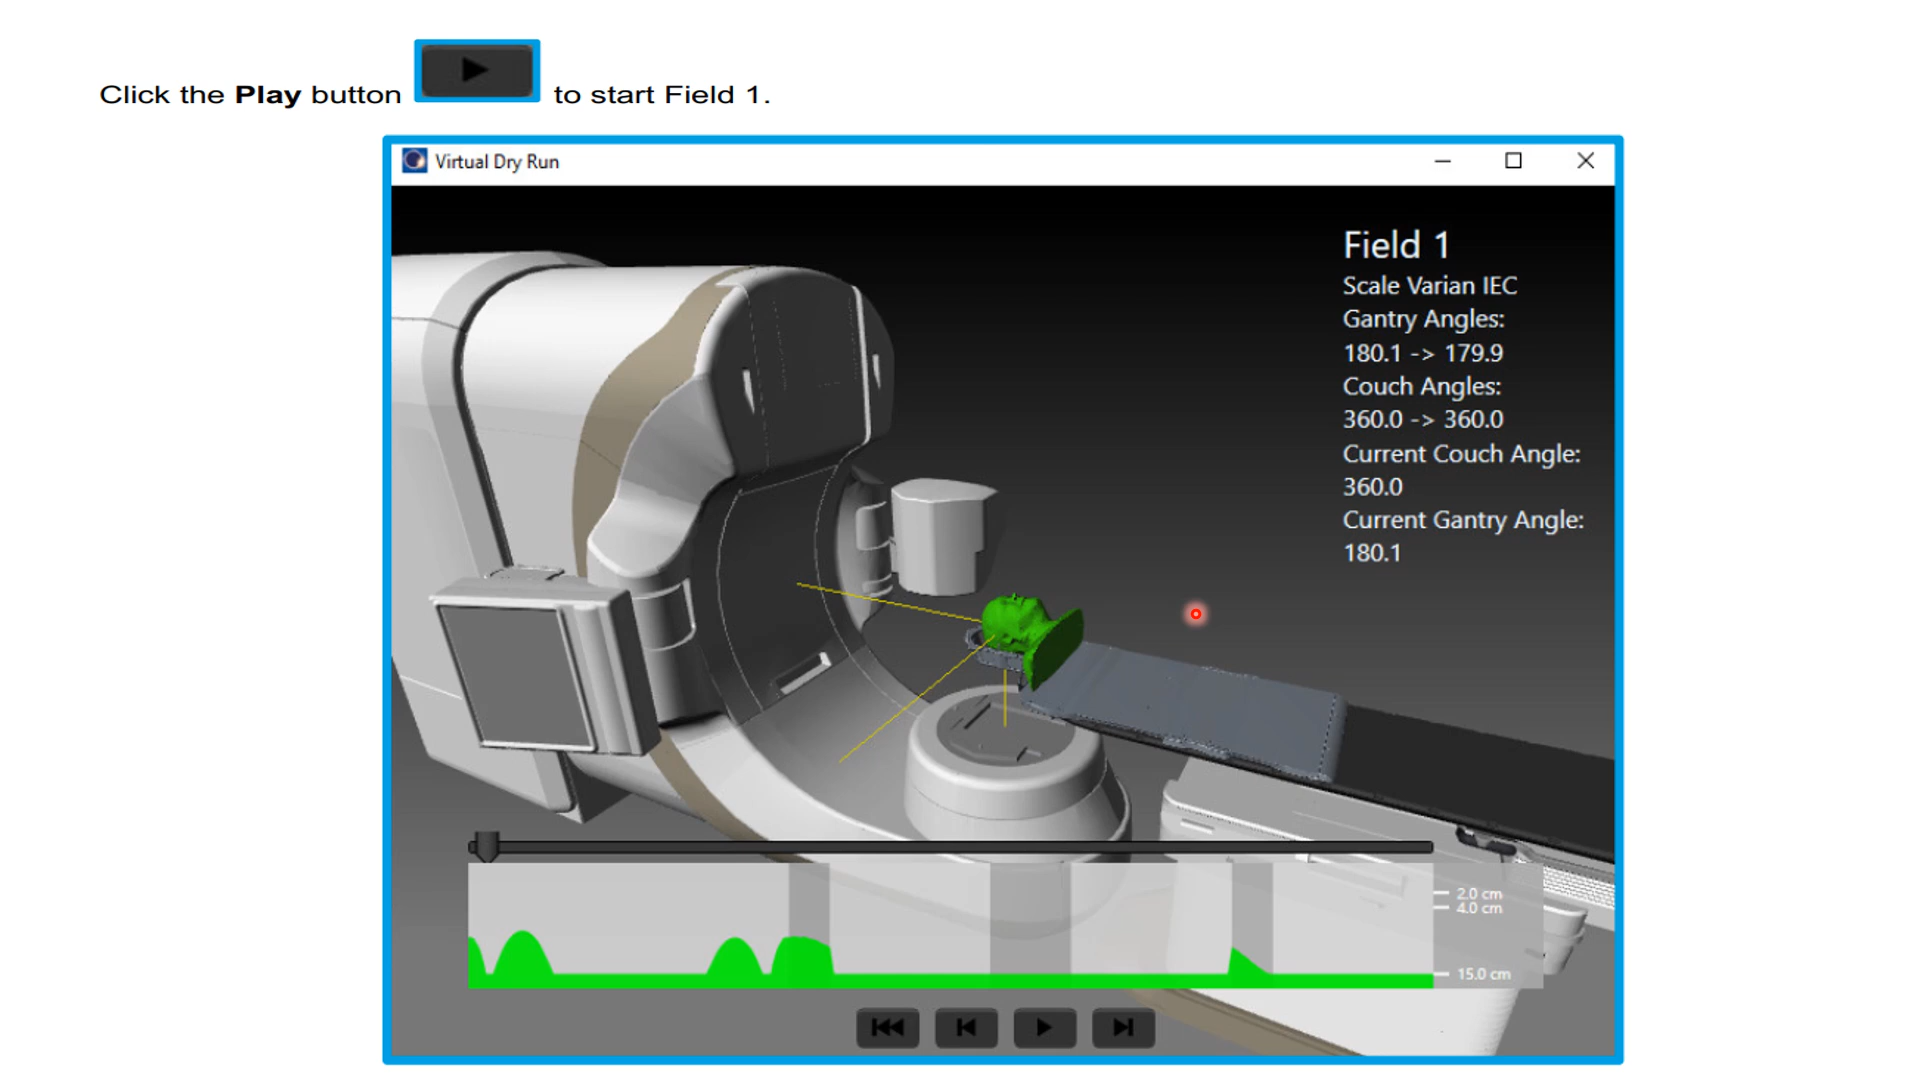 Click the Play button to start Field 1.
Virtual Dry Run
Field 1
Scale Varian IEC
Gantry Angles:
180.1 -> 179.9
Couch Angles:
360.0 -> 360.0
Current Couch Angle:
360.0
Current Gantry Angle:
180.1
2.0 cm
4.0 cm
15.0 cm